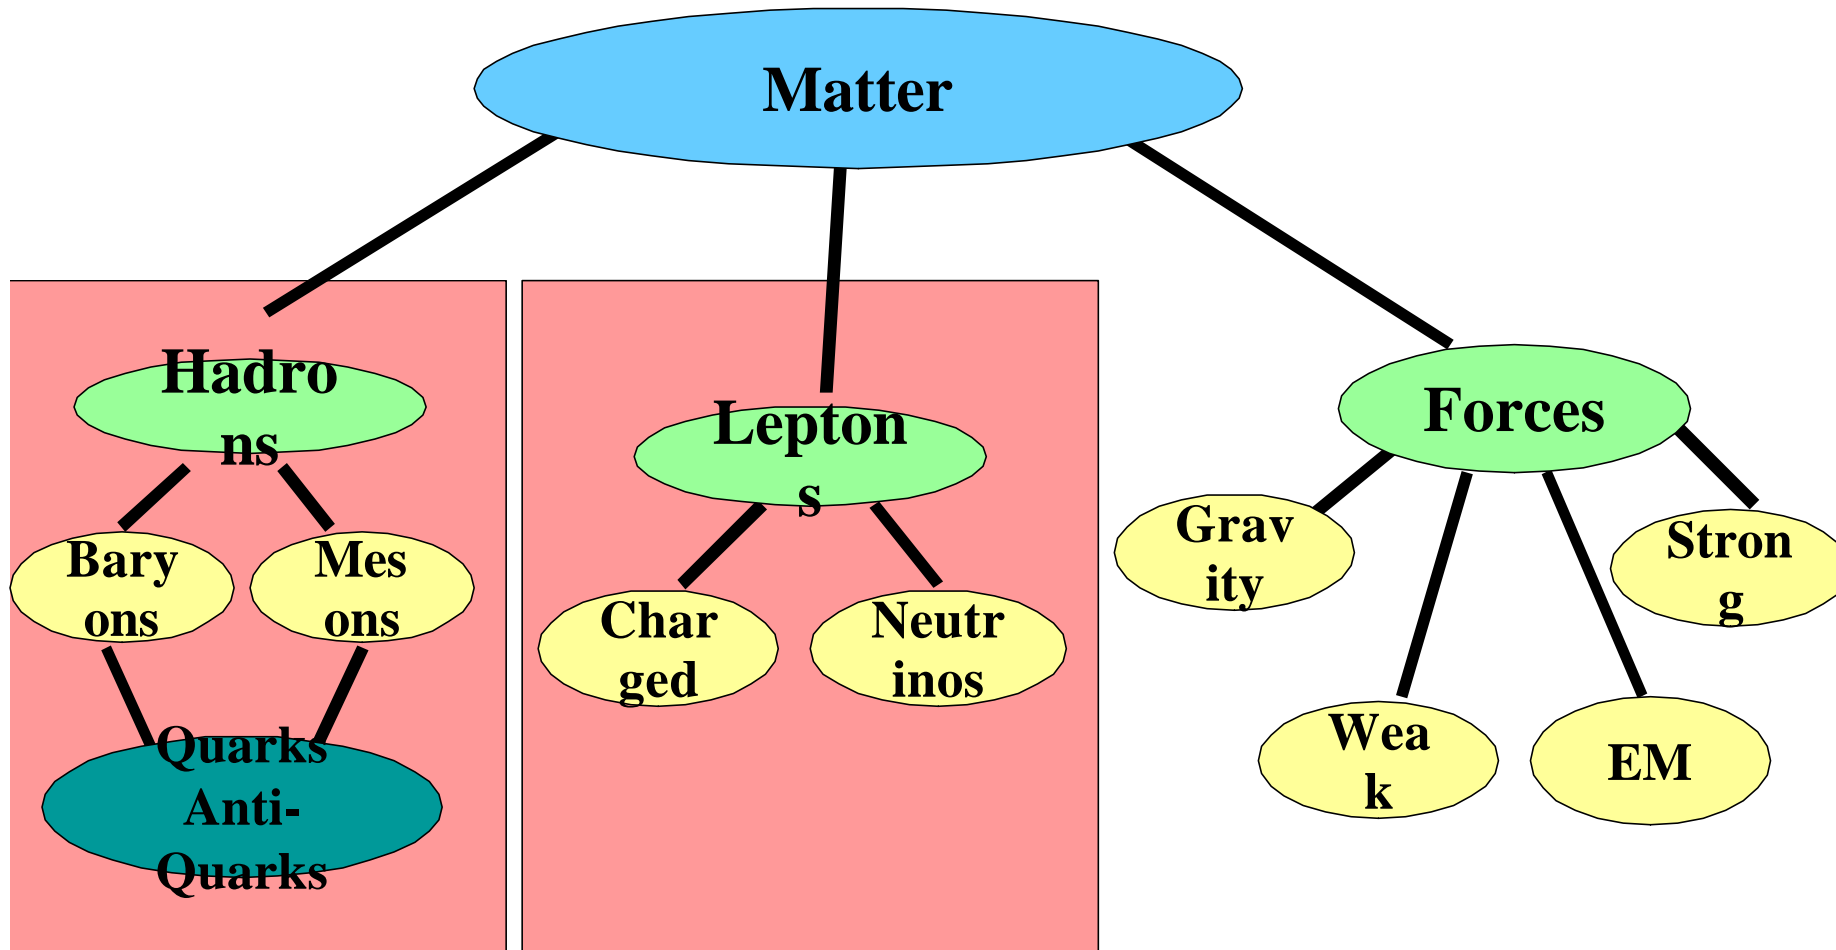 Matter
Hadro
ns
Lepton
s
Forces
Bary
ons
Mes
ons
Char
ged
Neutr
inos
Grav
ity
Stron
g
Wea
k
EM
Quarks
Anti-
Quarks